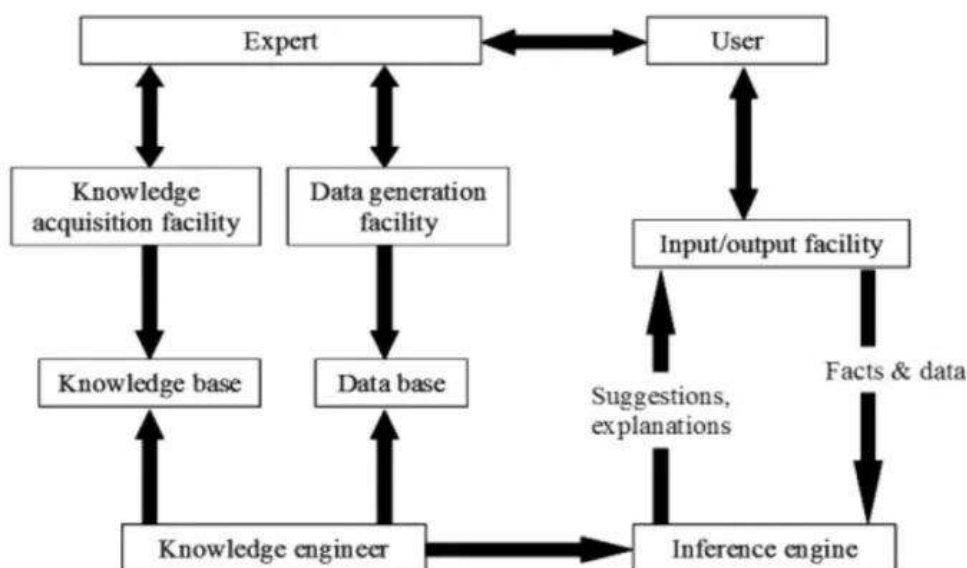 Expert
User
Knowledge
acquisition facility
Data generation
facility
Input/output facility
Knowledge base
Data base
Suggestions,
explanations
Facts & data
Knowledge engineer
Inference engine